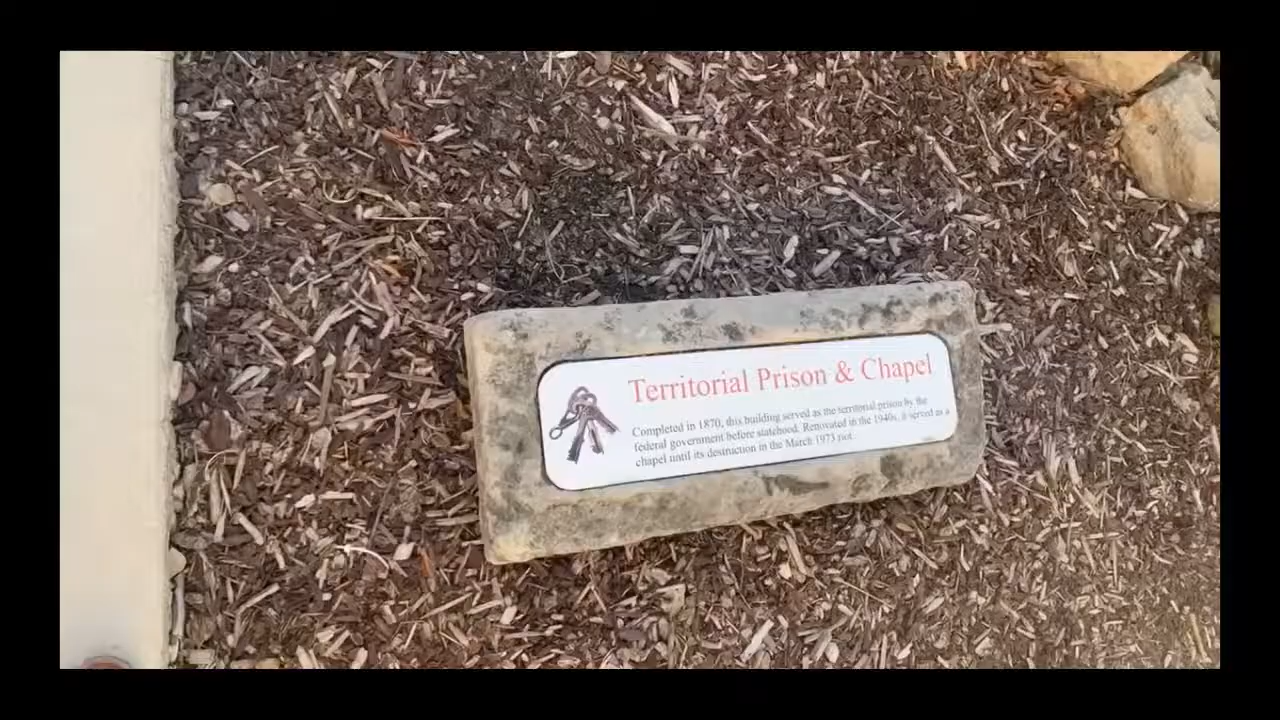 Territorial Prison & Chapel
Completed in 1870, this building served as the territorial prison by the
federal government before statehood. Renovated in the 1940s, it served as a
chapel until its destruction in the March 1973 riot.